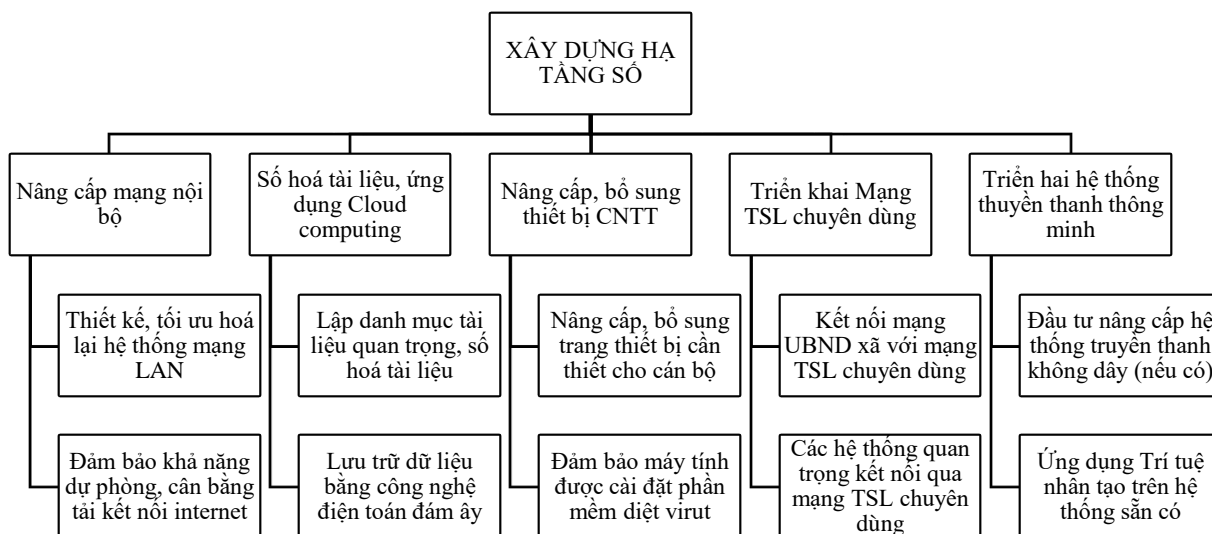 XÂY DỰNG HẠ
TẦNG SỐ
Nâng cấp mạng nội
bộ
Số hoá tài liệu, ứng
dụng Cloud
computing
Nâng cấp, bổ sung
thiết bị CNTT
Triển khai Mạng
TSL chuyên dùng
Triển hai hệ thống
thuyền thanh thông
minh
Thiết kế, tối ưu hoá
lại hệ thống mạng
LAN
Lập danh mục tài
liệu quan trọng, số
hoá tài liệu
Nâng cấp, bổ sung
trang thiết bị cần
thiết cho cán bộ
Kết nối mạng
UBND xã với mạng
TSL chuyên dùng
Đầu tư nâng cấp hệ
thống truyền thanh
không dây (nếu có)
Đảm bảo khả năng
dự phòng, cân bằng
tải kết nối internet
Lưu trữ dữ liệu
bằng công nghệ
điện toán đám ây
Đảm bảo máy tính
được cài đặt phần
mềm diệt virut
Các hệ thống quan
trọng kết nối qua
mạng TSL chuyên
dùng
Ứng dụng Trí tuệ
nhân tạo trên hệ
thống sẵn có